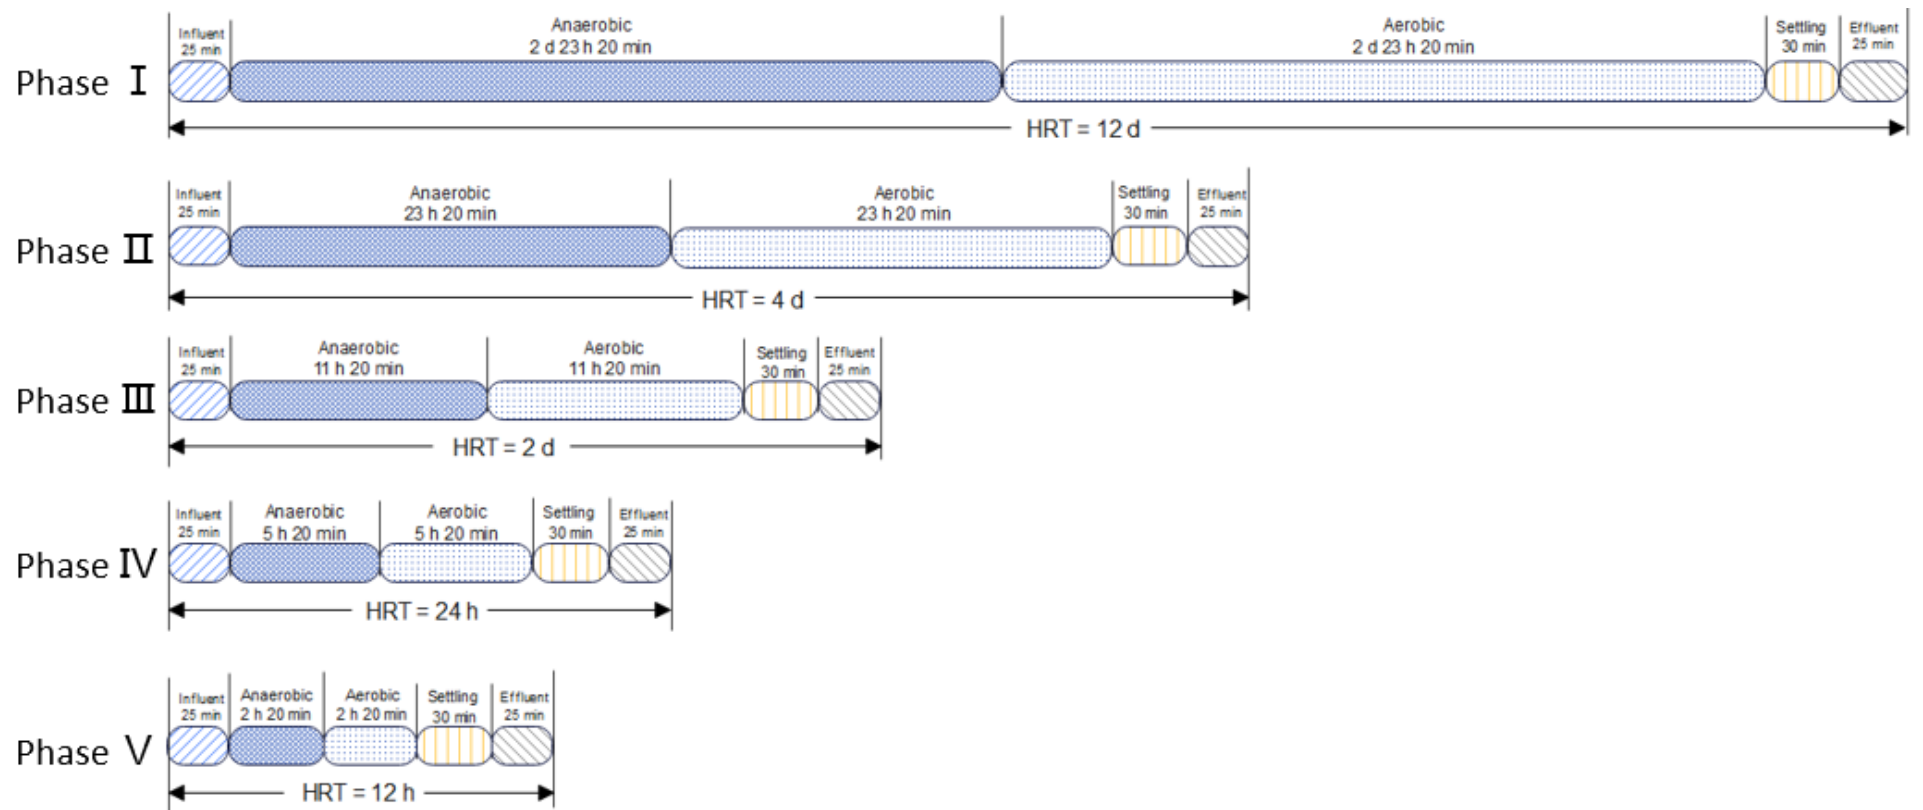 Phase Ⅰ
Influent
25 min
Anaerobic
2 d 23 h 20 min
Aerobic
2 d 23 h 20 min
Settling
30 min
Effluent
25 min
HRT = 12 d
Phase Ⅱ
Influent
25 min
Anaerobic
23 h 20 min
Aerobic
23 h 20 min
Settling
30 min
Effluent
25 min
HRT = 4 d
Phase Ⅲ
Influent
25 min
Anaerobic
11 h 20 min
Aerobic
11 h 20 min
Settling
30 min
Effluent
25 min
HRT = 2 d
Phase Ⅳ
Influent
25 min
Anaerobic
5 h 20 min
Aerobic
5 h 20 min
Settling
30 min
Effluent
25 min
HRT = 24 h
Phase Ⅴ
Influent
25 min
Anaerobic
2 h 20 min
Aerobic
2 h 20 min
Settling
30 min
Effluent
25 min
HRT = 12 h